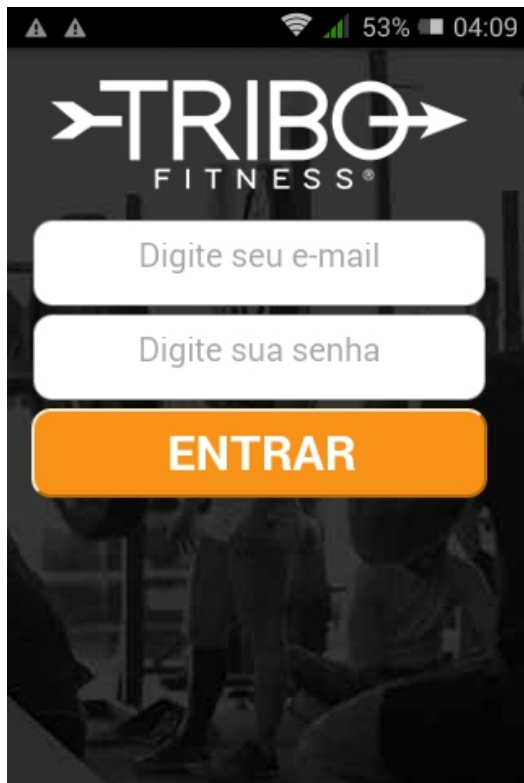 53% 04:09
TRIBO
FITNESS®
Digite seu e-mail
Digite sua senha
ENTRAR